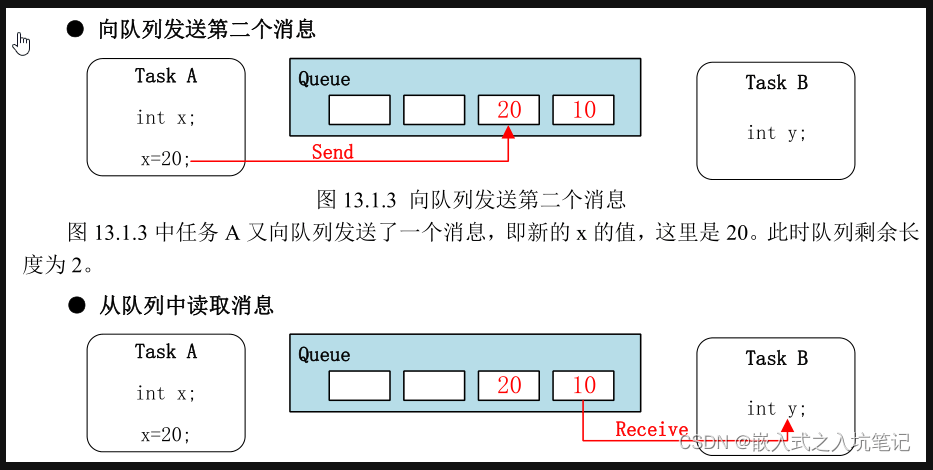 ● 向队列发送第二个消息
Task A
int x;
x=20;
Queue
20 10
Send
Task B
int y;
图 13.1.3 向队列发送第二个消息
图 13.1.3 中任务 A 又向队列发送了一个消息，即新的 x 的值，这里是 20。此时队列剩余长
度为 2。
● 从队列中读取消息
Task A
int x;
x=20;
Queue
20 10
Receive
Task B
int y;
CSDN @嵌入式之入坑笔记